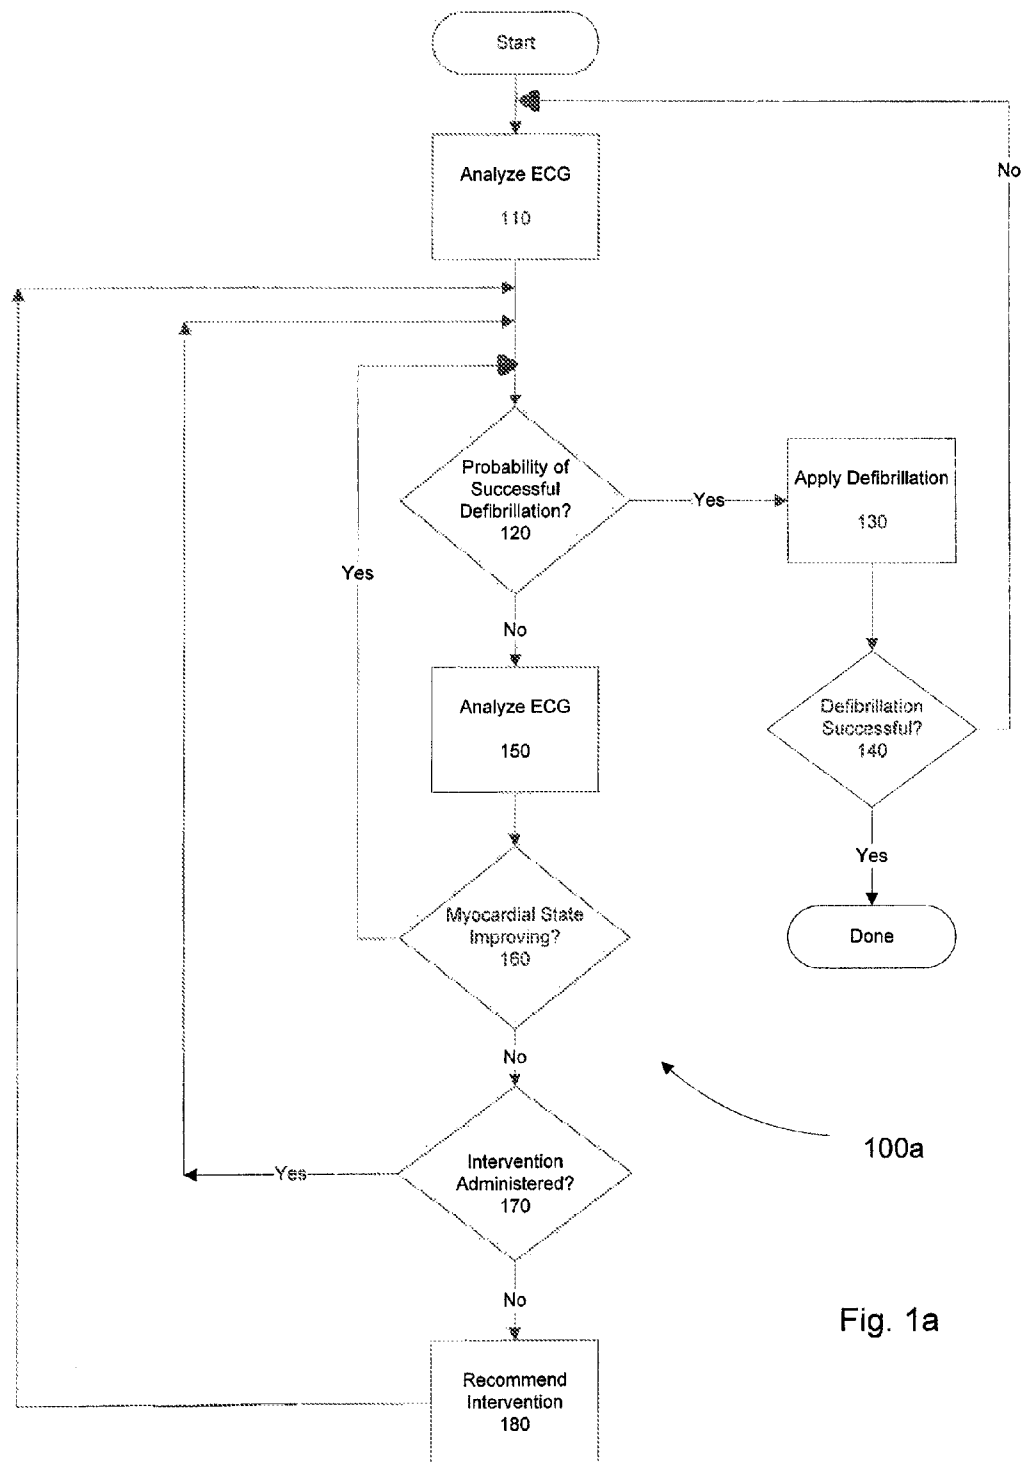 Start
Analyze ECG
110
No
Probability of
Successful
Defibrillation?
120
Yes
Apply Defibrillation
130
Yes
No
Analyze ECG
150
Defibrillation
Successful?
140
Yes
Myocardial State
Improving?
160
Done
No
100a
Intervention
Administered?
170
Yes
No
Fig. 1a
Recommend
Intervention
180